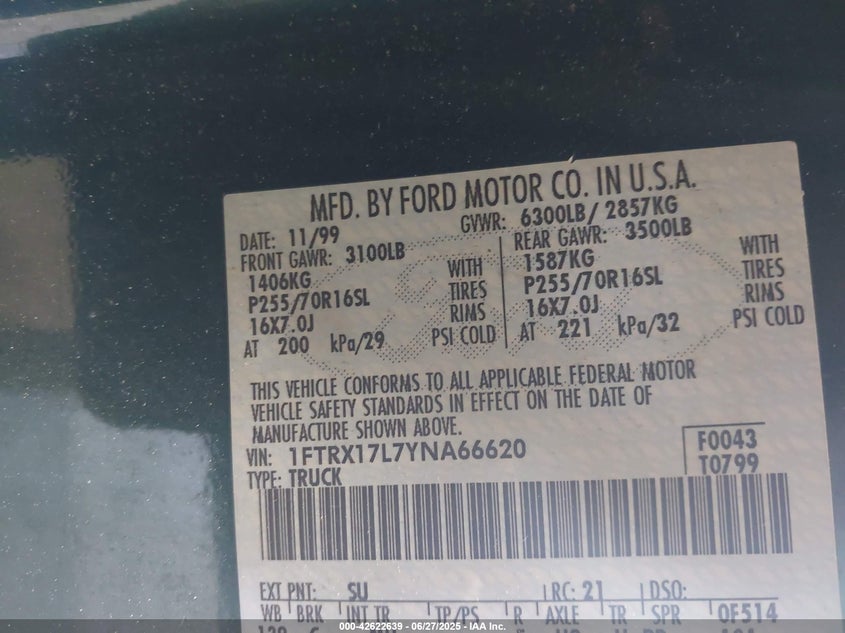 MFD. BY FORD MOTOR CO. IN U.S.A.
DATE: 11/99 GVWR: 6300LB/ 2857KG
FRONT GAWR: 3100LB REAR GAWR: 3500LB
1406KG WITH 1587KG WITH
P255/70R16SL TIRES P255/70R16SL TIRES
16X7.0J RIMS 16X7.0J RIMS
AT 200 kPa/29 PSI COLD AT 221 kPa/32 PSI COLD
THIS VEHICLE CONFORMS TO ALL APPLICABLE FEDERAL MOTOR
VEHICLE SAFETY STANDARDS IN EFFECT ON THE DATE OF
MANUFACTURE SHOWN ABOVE.
VIN: 1FTRX17L7YNA66620 F0043
TYPE: TRUCK T0799
EXT PNT: SU RC: 21 DSO:
WB BRK INT TR TP/PS R AXLE TR SPR 0F514
000-42622639 - 06/27/2025 - IAA Inc.